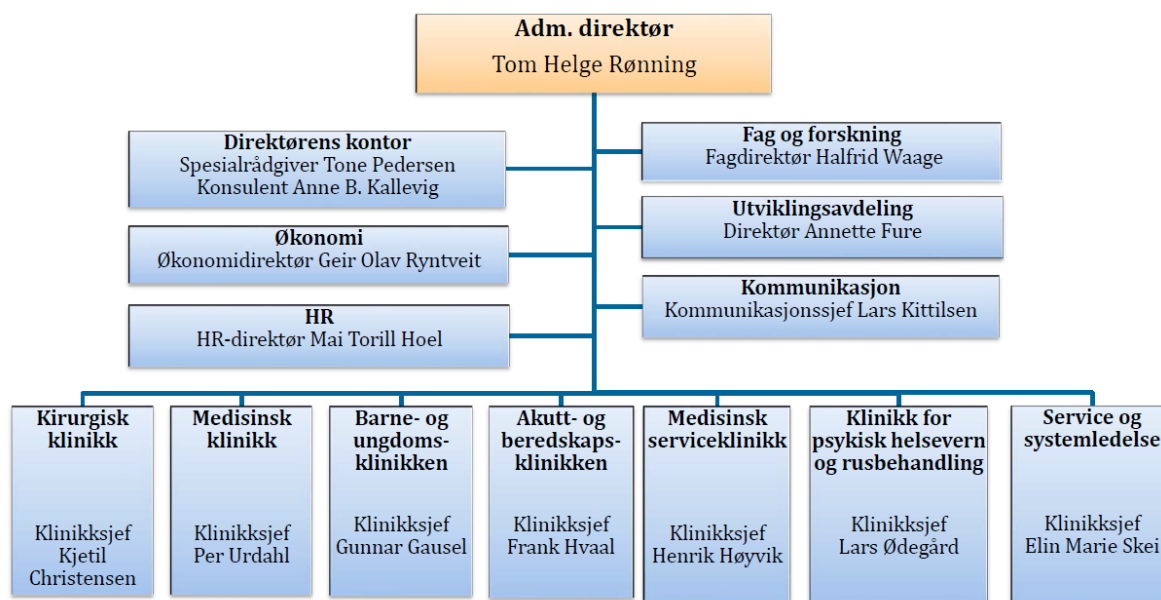 Adm. direktør
Tom Helge Rønning
Direktørens kontor
Spesialrådgiver Tone Pedersen
Konsulent Anne B. Kallevig
Fag og forskning
Fagdirektør Halfrid Waage
Økonomi
Økonomidirektør Geir Olav Ryntveit
Utviklingsavdeling
Direktør Annette Fure
HR
HR-direktør Mai Torill Hoel
Kommunikasjon
Kommunikasjonssjef Lars Kittilsen
Kirurgisk
klinikk
Klinikksjef
Kjetil
Christensen
Medisinsk
klinikk
Klinikksjef
Per Urdahl
Barne- og
ungdoms-
klinikken
Klinikksjef
Gunnar Gausel
Akutt- og
beredskaps-
klinikken
Klinikksjef
Frank Hvaal
Medisinsk
serviceklinikk
Klinikksjef
Henrik Høyvik
Klinikk for
psykisk helsevern
og rusbehandling
Klinikksjef
Lars Ødegård
Service og
systemledelse
Klinikksjef
Elin Marie Skei